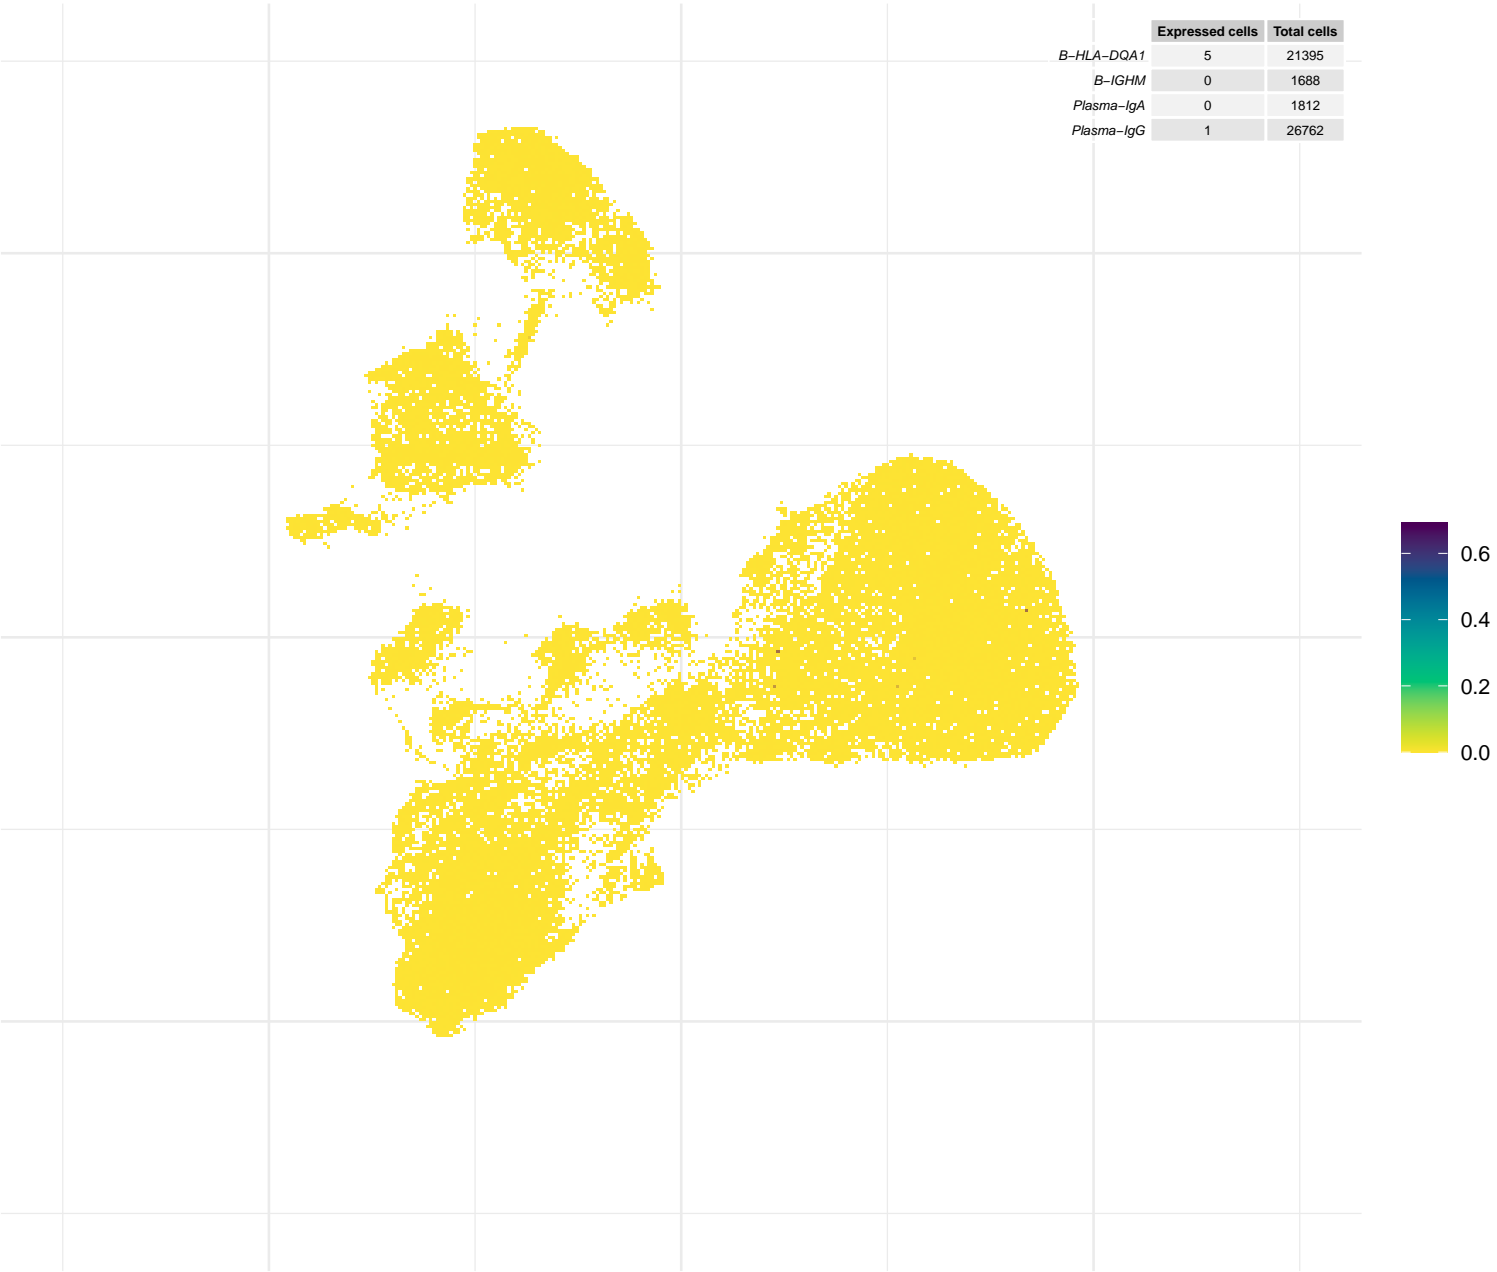 Expressed cells Total cells
B−HLA−DQA1 5 21395
B−IGHM 0 1688
Plasma−IgA 0 1812
Plasma−IgG 1 26762
0.6
0.4
0.2
0.0